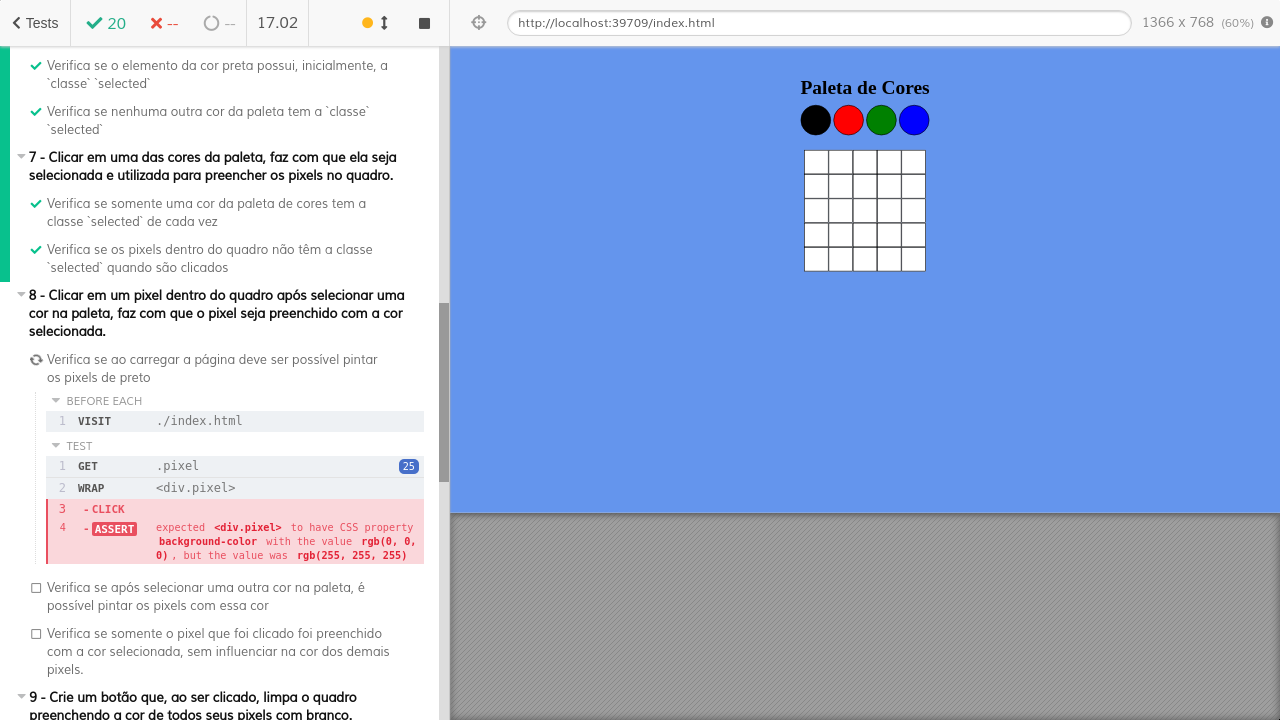 Tests
20
--
--
17.02
http://localhost:39709/index.html
1366 x 768 (60%)
Verifica se o elemento da cor preta possui, inicialmente, a
`classe` `selected`
Verifica se nenhuma outra cor da paleta tem a `classe`
`selected`
7 - Clicar em uma das cores da paleta, faz com que ela seja
selecionada e utilizada para preencher os pixels no quadro.
Verifica se somente uma cor da paleta de cores tem a
classe `selected` de cada vez
Verifica se os pixels dentro do quadro não têm a classe
`selected` quando são clicados
8 - Clicar em um pixel dentro do quadro após selecionar uma
cor na paleta, faz com que o pixel seja preenchido com a cor
selecionada.
Verifica se ao carregar a página deve ser possível pintar
os pixels de preto
BEFORE EACH
1 VISIT ./index.html
TEST
1 GET .pixel 25
2 WRAP <div.pixel>
3 -CLICK
4 -ASSERT expected <div.pixel> to have CSS property
background-color with the value rgb(0, 0,
0), but the value was rgb(255, 255, 255)
Verifica se após selecionar uma outra cor na paleta, é
possível pintar os pixels com essa cor
Verifica se somente o pixel que foi clicado foi preenchido
com a cor selecionada, sem influenciar na cor dos demais
pixels.
9 - Crie um botão que, ao ser clicado, limpa o quadro
preenchendo a cor de todos seus pixels com branco.
Paleta de Cores